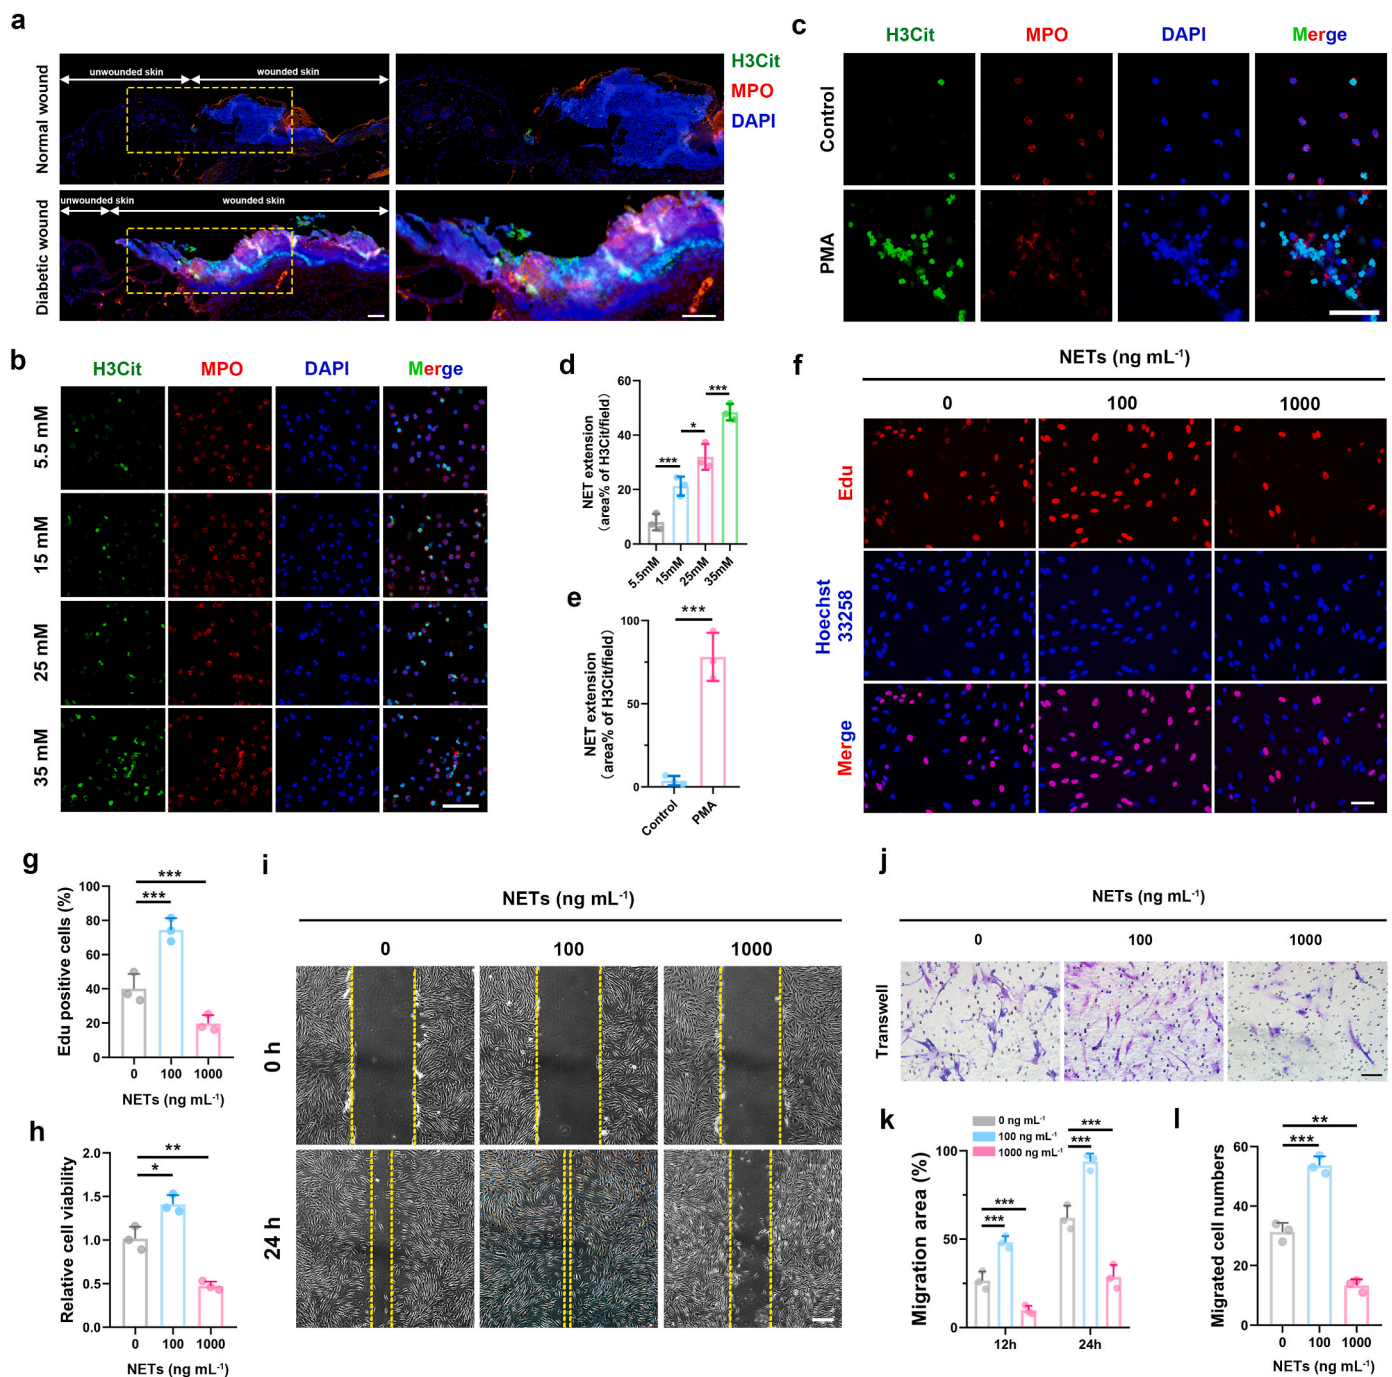 a
unwounded skin
wounded skin
Normal wound
unwounded skin
wounded skin
Diabetic wound
H3Cit
MPO
DAPI
c
H3Cit
MPO
DAPI
Merge
Control
PMA
b
H3Cit
MPO
DAPI
Merge
5.5 mM
15 mM
25 mM
35 mM
d
NET extension
(area% of H3Cit/field)
60
40
20
0
***
*
***
5.5mM
15mM
25mM
35mM
e
NET extension
(area% of H3Cit/field)
100
50
0
***
Control
PMA
f
NETs (ng mL⁻¹)
0
100
1000
Edu
Hoechst
33258
Merge
g
Edu positive cells (%)
100
80
60
40
20
0
***
***
0
100
1000
NETs (ng mL⁻¹)
h
Relative cell viability
2.0
1.5
1.0
0.5
0.0
**
*
0
100
1000
NETs (ng mL⁻¹)
i
NETs (ng mL⁻¹)
0
100
1000
0 h
24 h
j
NETs (ng mL⁻¹)
0
100
1000
Transwell
k
0 ng mL⁻¹
100 ng mL⁻¹
1000 ng mL⁻¹
Migration area (%)
100
50
0
***
***
***
***
12h
24h
l
Migrated cell numbers
60
40
20
0
**
***
0
100
1000
NETs (ng mL⁻¹)